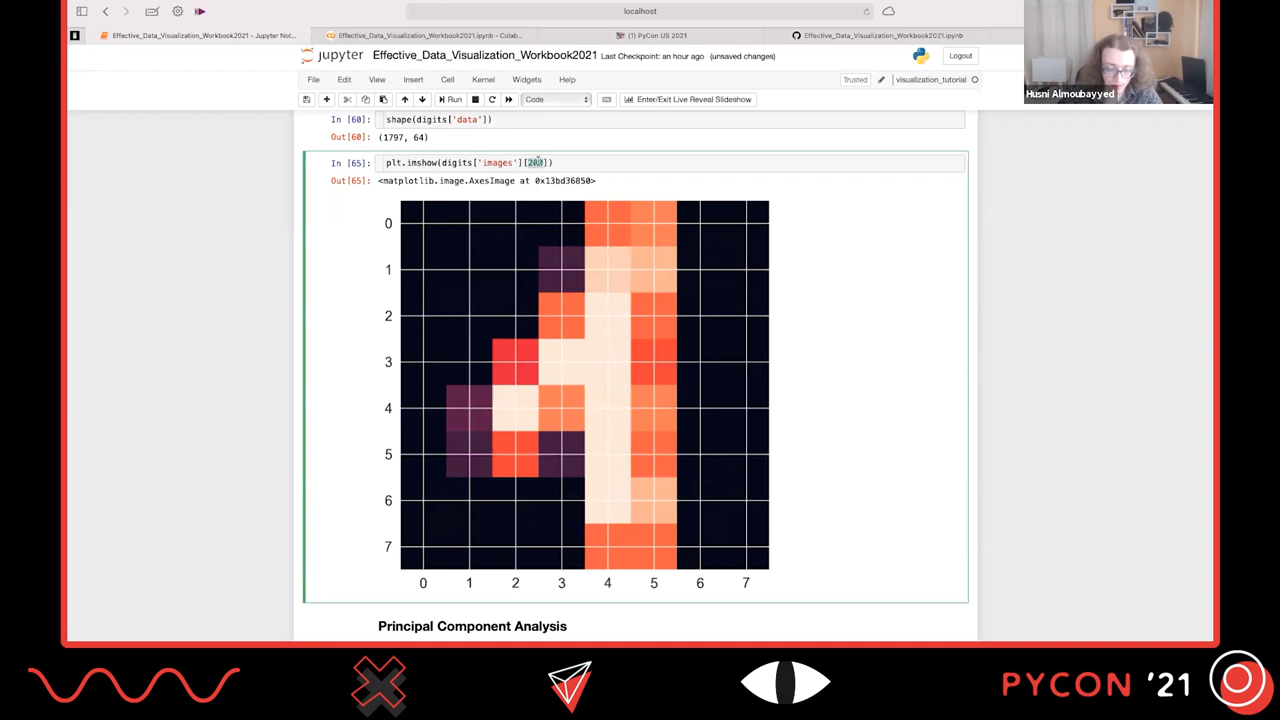 localhost
Effective_Data_Visualization_Workbook2021 - Jupyter Not...
Effective_Data_Visualization_Workbook2021.ipynb - Colab...
(1) PyCon US 2021
Effective_Data_Visualization_Workbook2021.ipynb
jupyter Effective_Data_Visualization_Workbook2021 Last Checkpoint: an hour ago (unsaved changes)
Logout
File Edit View Insert Cell Kernel Widgets Help
Trusted visualization_tutorial
Run Code Enter/Exit Live Reveal Slideshow
Husni Almoubayyed
In [60]: shape(digits['data'])
Out[60]: (1797, 64)
In [65]: plt.imshow(digits['images'][200])
Out[65]: <matplotlib.image.AxesImage at 0x13bd36850>
0
1
2
3
4
5
6
7
0 1 2 3 4 5 6 7
Principal Component Analysis
PYCON '21